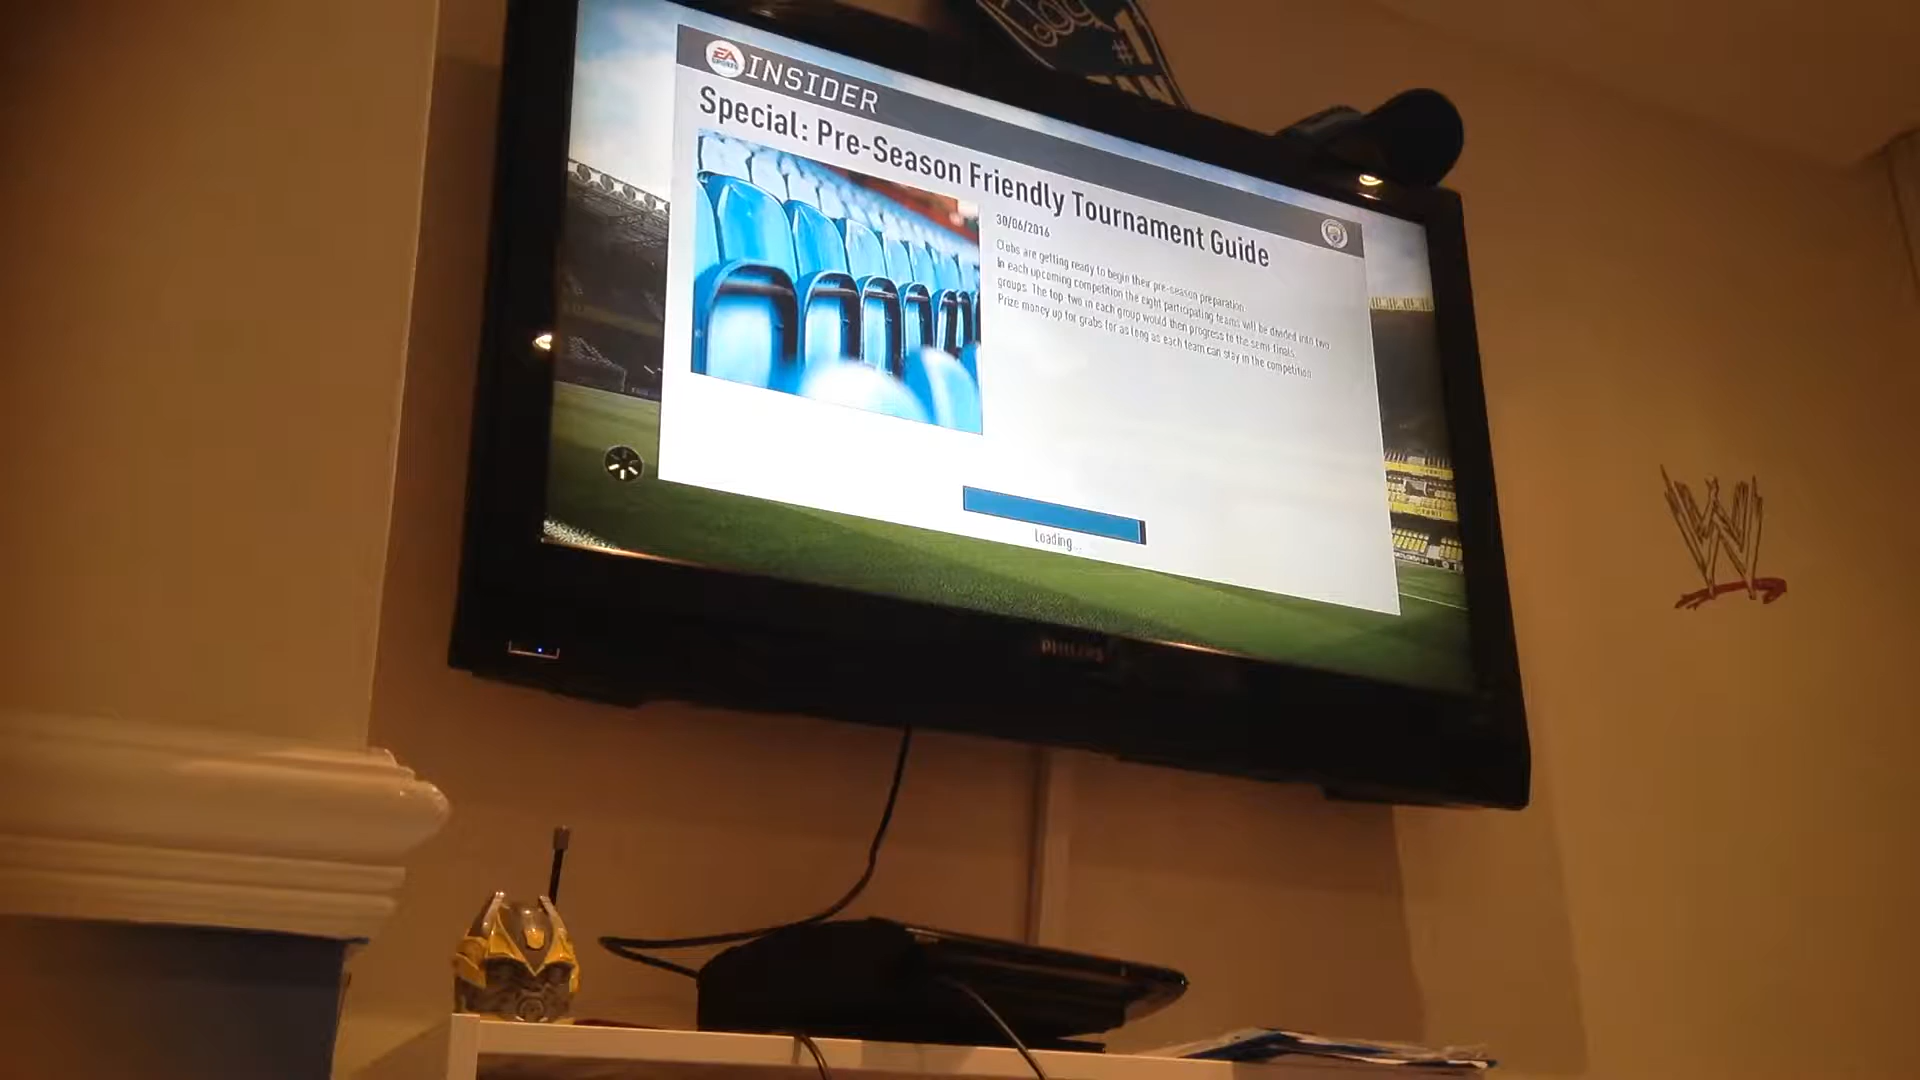 #1
EA SPORTS INSIDER
Special: Pre-Season Friendly Tournament Guide
30/06/2016
Clubs are getting ready to begin their pre-season preparation.
In each upcoming competition the eight participating teams will be divided into two
groups. The top two in each group would then progress to the semi-finals.
Prize money up for grabs for as long as each team can stay in the competition.
Loading...
PHILIPS
W